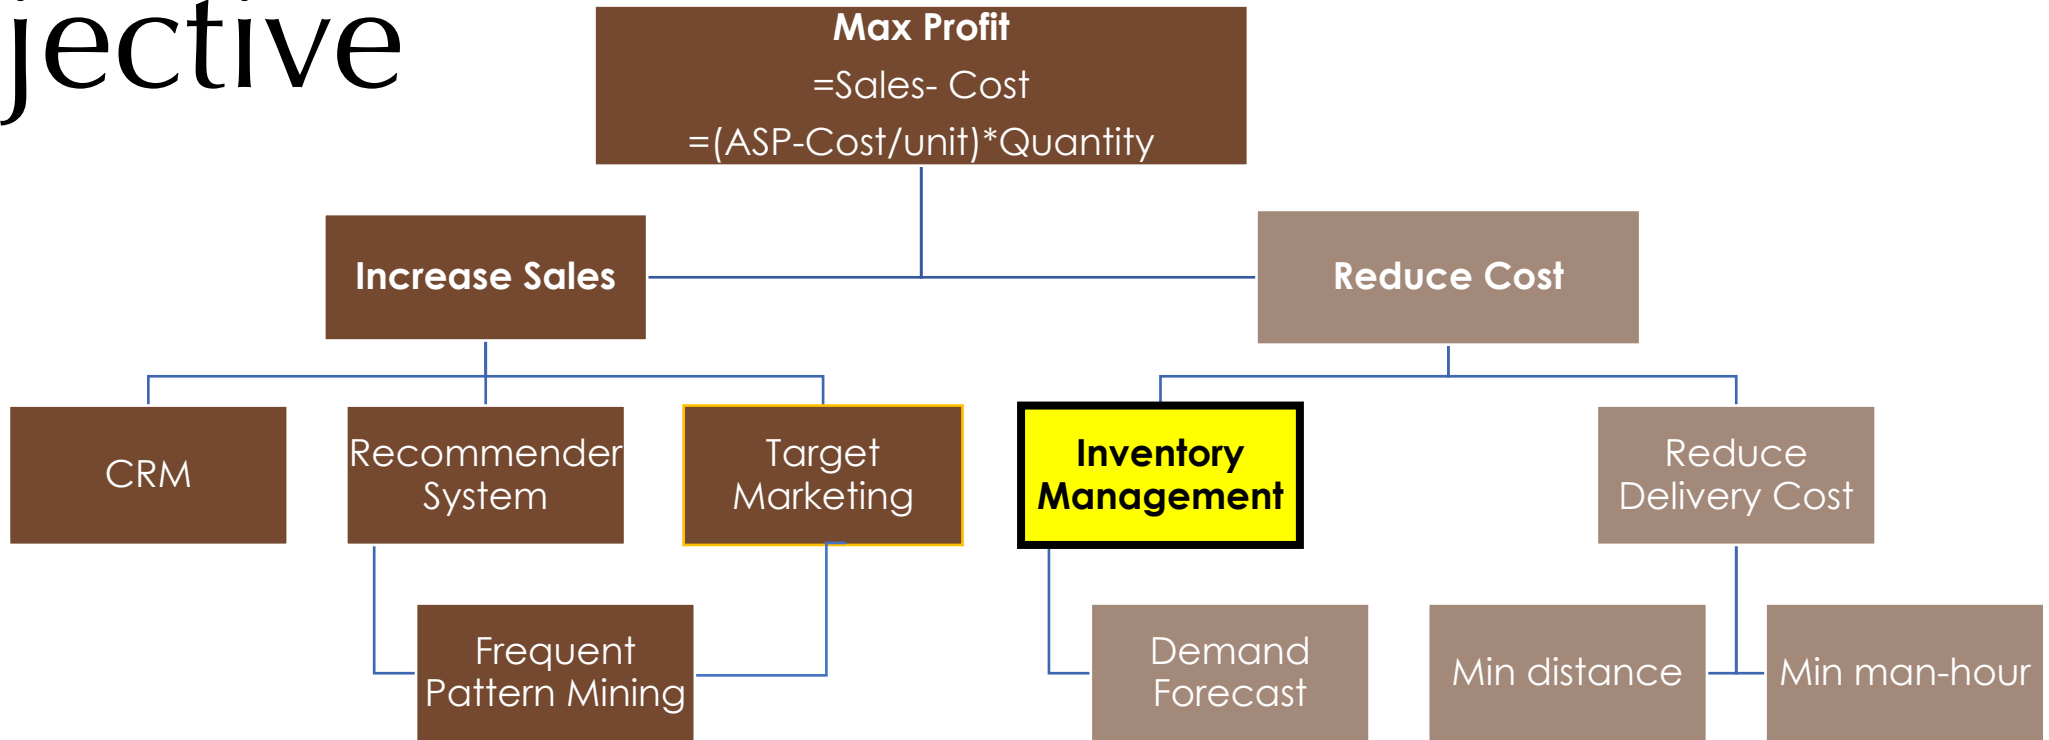 jective
Max Profit
=Sales- Cost
=(ASP-Cost/unit)*Quantity
Increase Sales
Reduce Cost
CRM
Recommender
System
Target
Marketing
Inventory
Management
Reduce
Delivery Cost
Frequent
Pattern Mining
Demand
Forecast
Min distance
Min man-hour